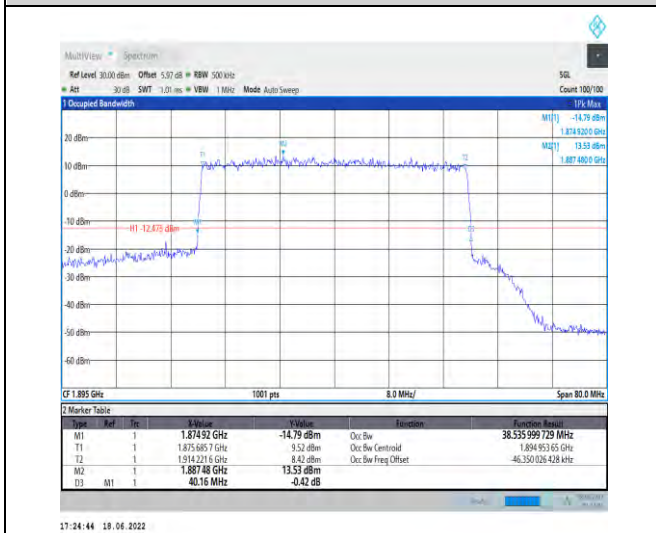 MultiView Spectrum
Ref Level 30.00 dBm Offset 5.97 dB RBW 500 kHz SGL
Att 30 dB SWT 1.01 ms VBW 1 MHz Mode Auto Sweep Count 100/100
1 Occupied Bandwidth 1Pk Max
M1[1] -14.79 dBm
1.874 920 0 GHz
M2[1] 13.53 dBm
1.887 480 0 GHz
20 dBm
10 dBm
0 dBm
-10 dBm
H1 -12.473 dBm
-20 dBm
-30 dBm
-40 dBm
-50 dBm
-60 dBm
T1
M2
T2
M1
D3
CF 1.895 GHz 1001 pts 8.0 MHz/ Span 80.0 MHz
2 Marker Table
Type Ref Trc X-Value Y-Value Function Function Result
M1 1 1.874 92 GHz -14.79 dBm Occ Bw 38.535 999 729 MHz
T1 1 1.875 685 7 GHz 9.52 dBm Occ Bw Centroid 1.894 953 65 GHz
T2 1 1.914 221 6 GHz 8.42 dBm Occ Bw Freq Offset -46.350 026 428 kHz
M2 1 1.887 48 GHz 13.53 dBm
D3 M1 1 40.16 MHz -0.42 dB
17:24:44 18.06.2022